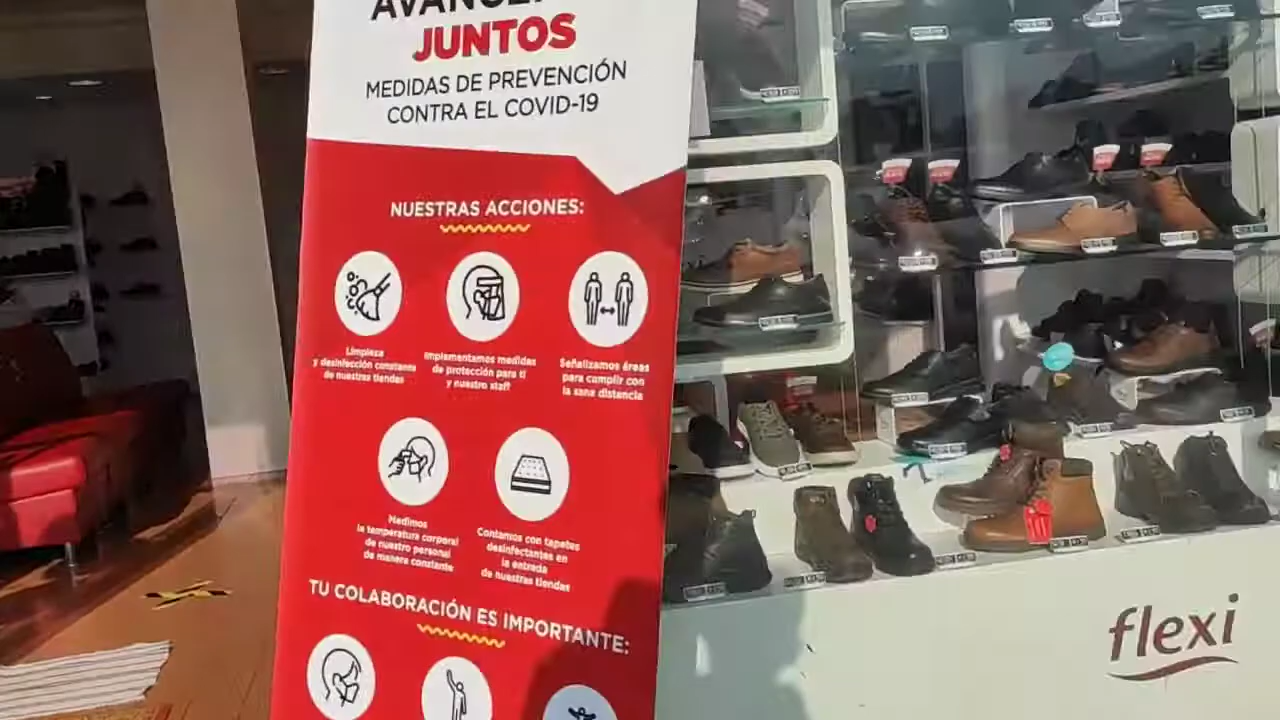 JUNTOS
MEDIDAS DE PREVENCIÓN
CONTRA EL COVID-19
NUESTRAS ACCIONES:
Limpieza
y desinfección constante
de nuestras tiendas
Implementamos medidas
de protección para ti
y nuestro staff
Señalizamos áreas
para cumplir con
la sana distancia
Medimos
la temperatura corporal
de nuestro personal
de manera constante
Contamos con tapetes
desinfectantes en
la entrada
de nuestras tiendas
TU COLABORACIÓN ES IMPORTANTE:
flexi